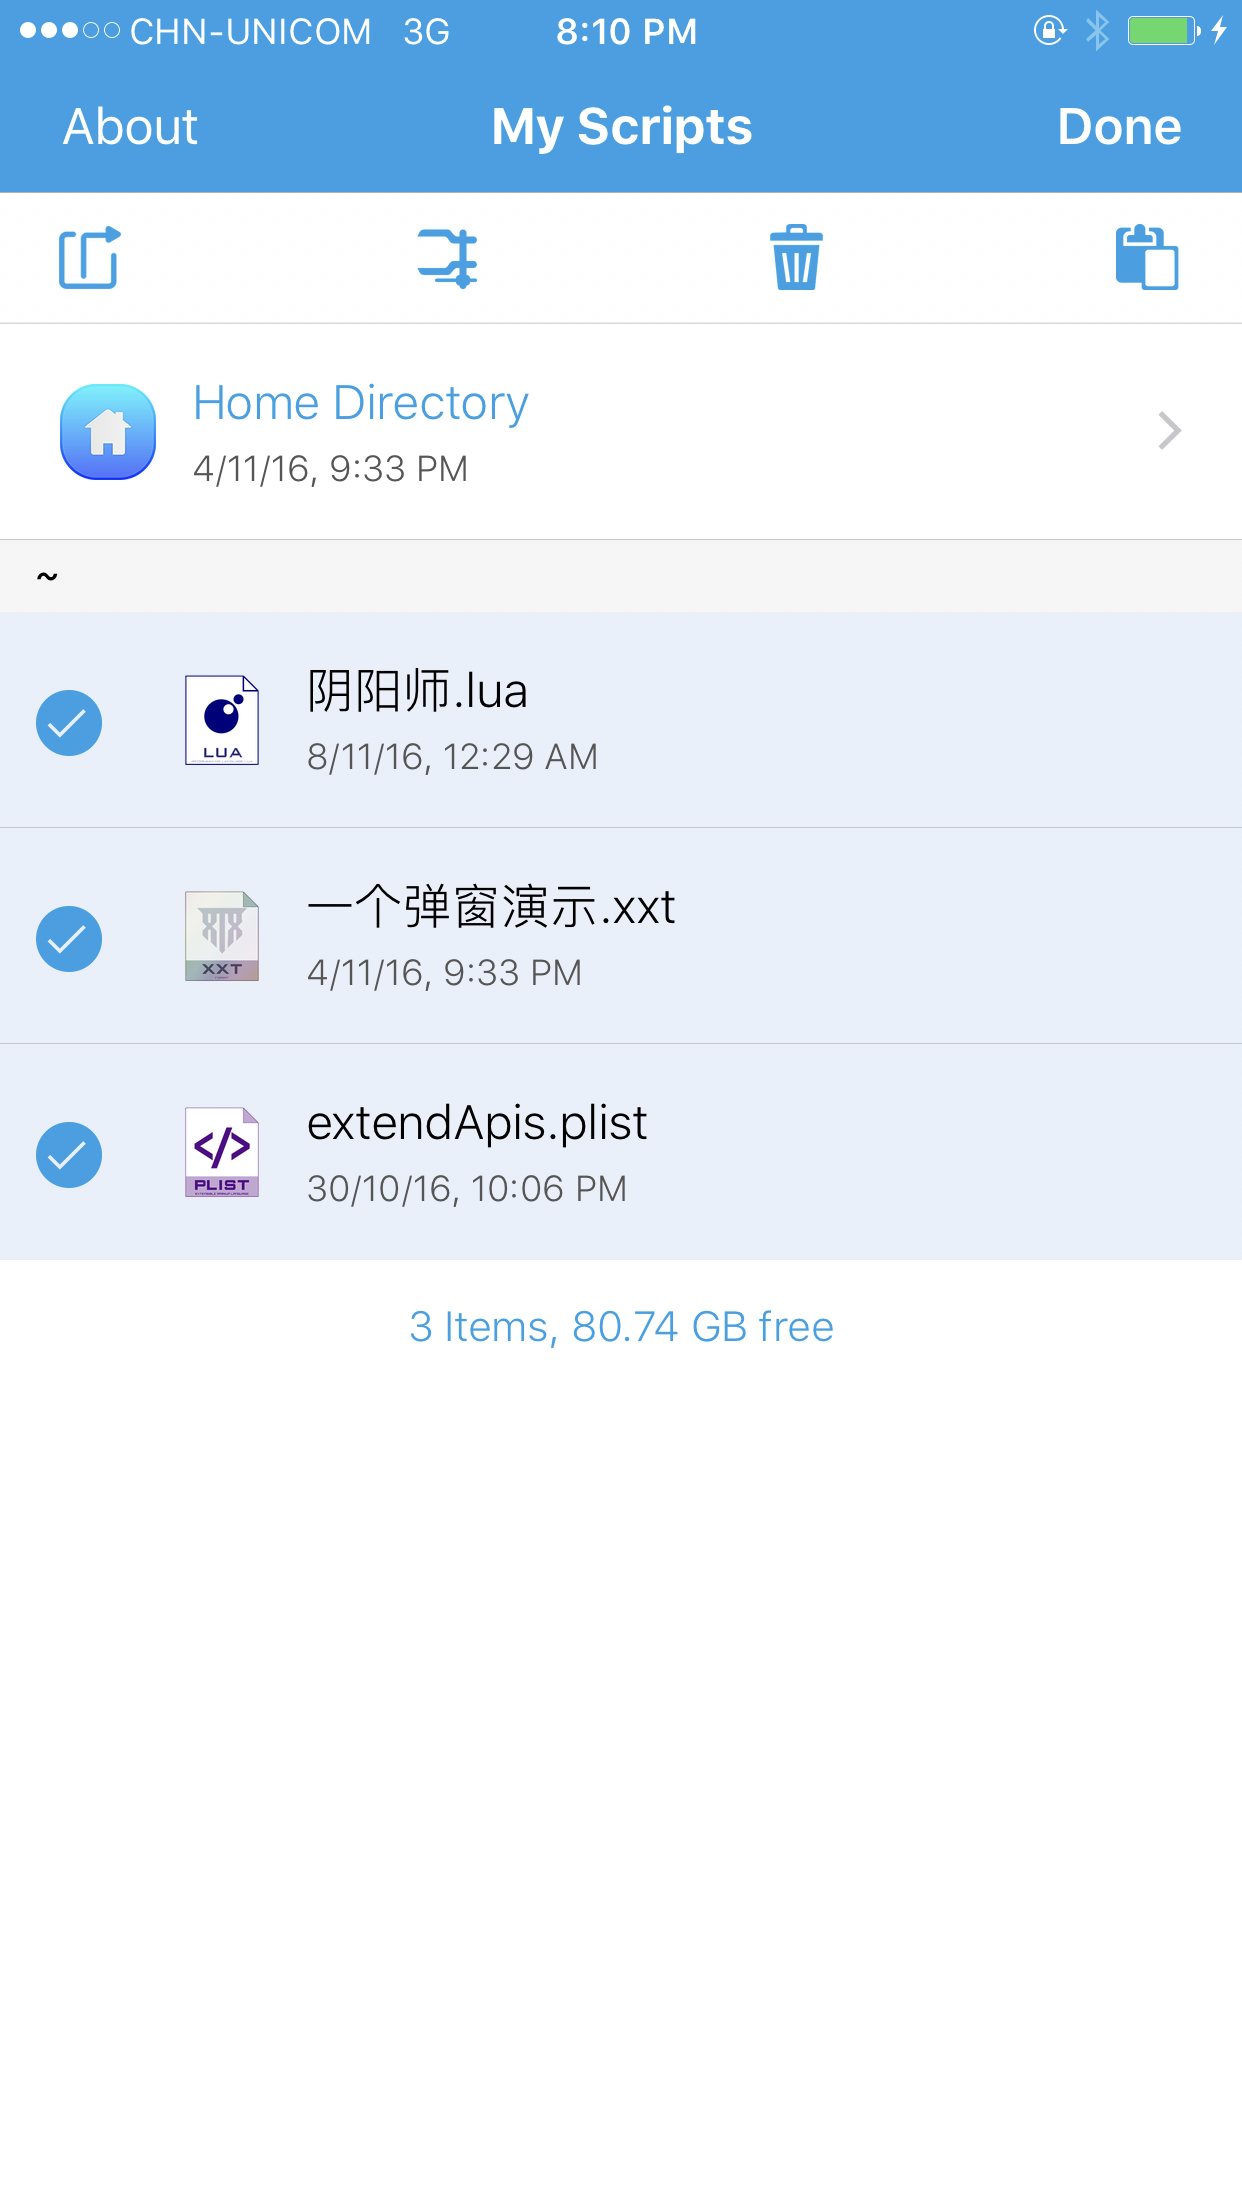 CHN-UNICOM 3G 8:10 PM
About My Scripts Done
Home Directory
4/11/16, 9:33 PM
~
阴阳师.lua
LUA
8/11/16, 12:29 AM
一个弹窗演示.xxt
XXT
4/11/16, 9:33 PM
extendApis.plist
PLIST
30/10/16, 10:06 PM
3 Items, 80.74 GB free